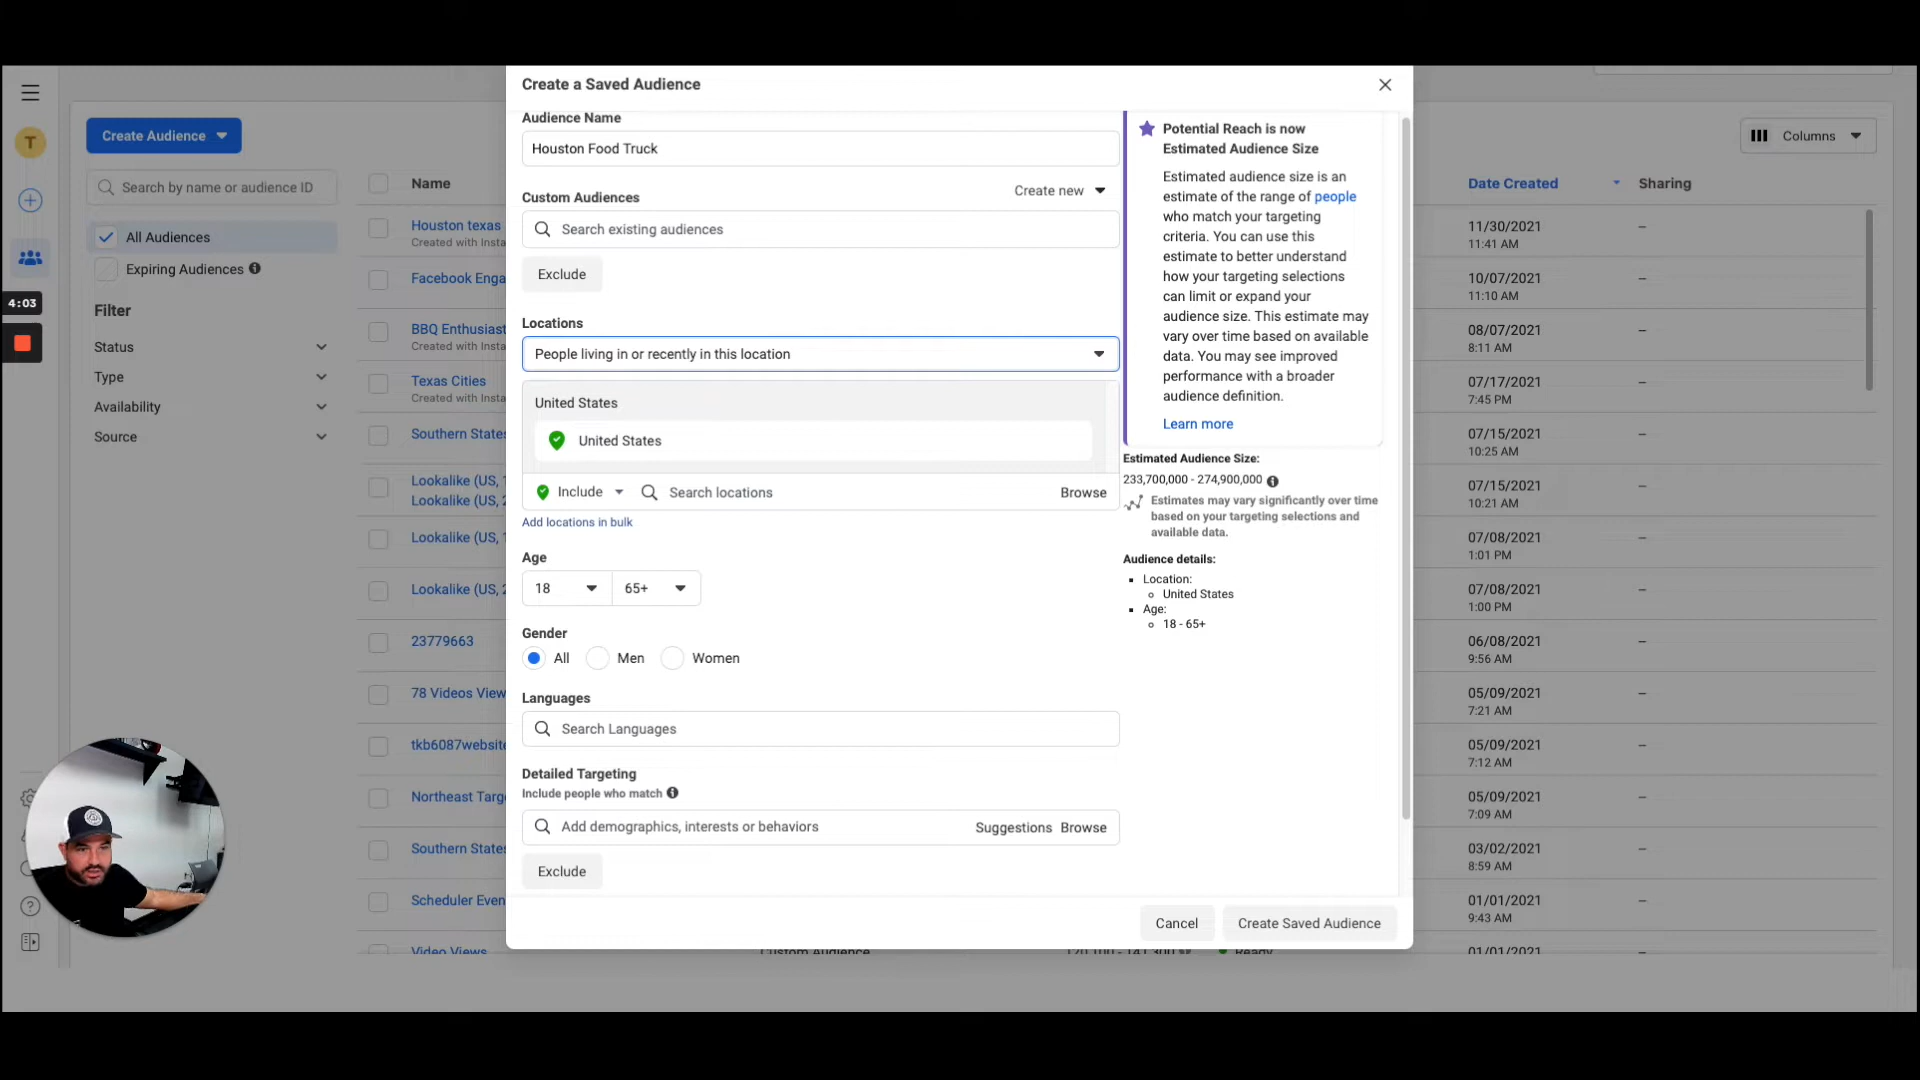 Create a Saved Audience
Audience Name
Houston Food Truck
Custom Audiences
Create new
Search existing audiences
Exclude
Locations
People living in or recently in this location
United States
United States
Include
Search locations
Browse
Add locations in bulk
Age
18
65+
Gender
All
Men
Women
Languages
Search Languages
Detailed Targeting
Include people who match
Add demographics, interests or behaviors
Suggestions
Browse
Exclude
Potential Reach is now
Estimated Audience Size
Estimated audience size is an
estimate of the range of people
who match your targeting
criteria. You can use this
estimate to better understand
how your targeting selections
can limit or expand your
audience size. This estimate may
vary over time based on available
data. You may see improved
performance with a broader
audience definition.
Learn more
Estimated Audience Size:
233,700,000 - 274,900,000
Estimates may vary significantly over time
based on your targeting selections and
available data.
Audience details:
Location:
United States
Age:
18 - 65+
Cancel
Create Saved Audience
T
4:03
Create Audience
Search by name or audience ID
All Audiences
Expiring Audiences
Filter
Status
Type
Availability
Source
Name
Houston texas
Created with Insta
Facebook Enga
BBQ Enthusiast
Created with Insta
Texas Cities
Created with Insta
Southern State
Lookalike (US,
Lookalike (US, 2
Lookalike (US,
Lookalike (US, 2
23779663
78 Videos View
tkb6087website
Northeast Targ
Southern State
Scheduler Even
Video Views
Custom Audience
120,100 - 141,300
Ready
Columns
Date Created
Sharing
11/30/2021
11:41 AM
–
10/07/2021
11:10 AM
–
08/07/2021
8:11 AM
–
07/17/2021
7:45 PM
–
07/15/2021
10:25 AM
–
07/15/2021
10:21 AM
–
07/08/2021
1:01 PM
–
07/08/2021
1:00 PM
–
06/08/2021
9:56 AM
–
05/09/2021
7:21 AM
–
05/09/2021
7:12 AM
–
05/09/2021
7:09 AM
–
03/02/2021
8:59 AM
–
01/01/2021
9:43 AM
–
01/01/2021
–